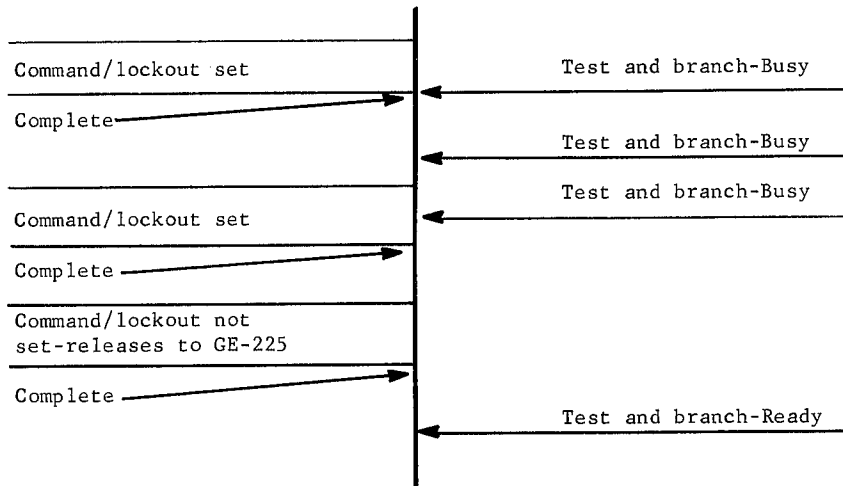 Command/lockout set
Test and branch-Busy
Complete
Test and branch-Busy
Test and branch-Busy
Command/lockout set
Complete
Command/lockout not
set-releases to GE-225
Complete
Test and branch-Ready